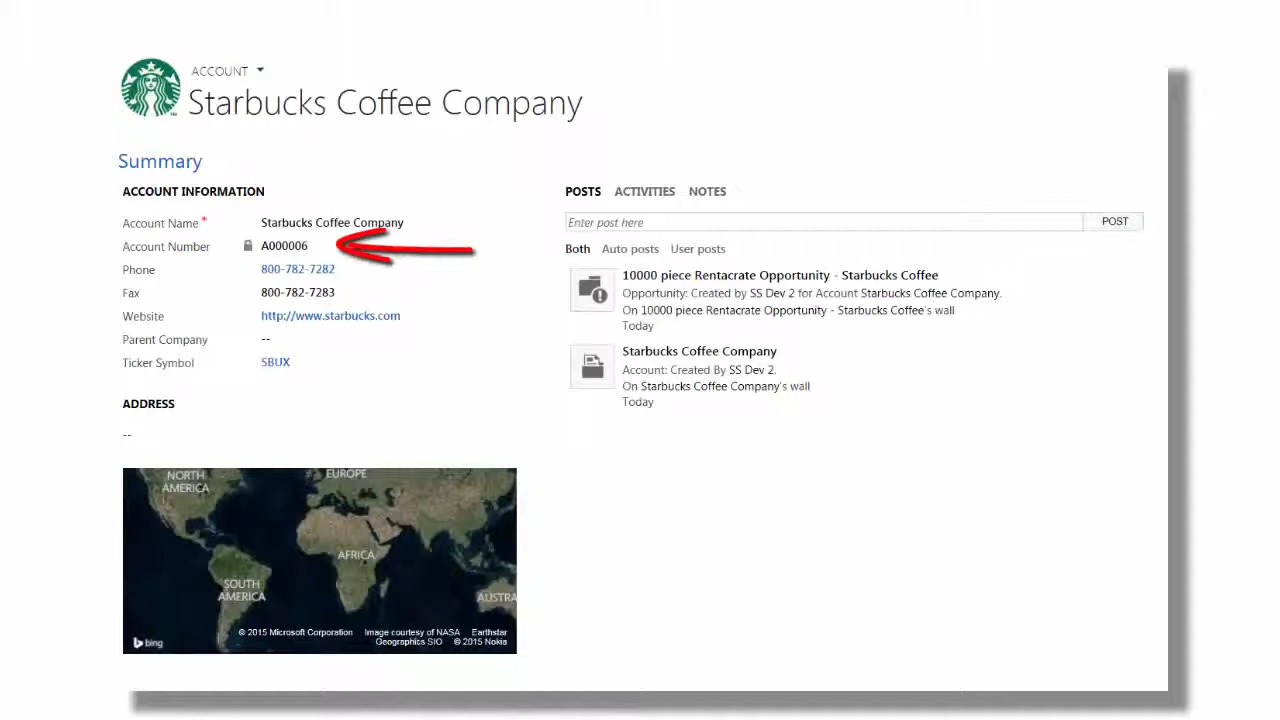 ACCOUNT
Starbucks Coffee Company
Summary
ACCOUNT INFORMATION
Account Name * Starbucks Coffee Company
Account Number A000006
Phone 800-782-7282
Fax 800-782-7283
Website http://www.starbucks.com
Parent Company --
Ticker Symbol SBUX
ADDRESS
--
NORTH
AMERICA
EUROPE
AFRICA
SOUTH
AMERICA
AUSTRA
bing
© 2015 Microsoft Corporation Image courtesy of NASA Earthstar
Geographics SIO © 2015 Nokia
POSTS ACTIVITIES NOTES
Enter post here POST
Both Auto posts User posts
10000 piece Rentacrate Opportunity - Starbucks Coffee
Opportunity: Created by SS Dev 2 for Account Starbucks Coffee Company.
On 10000 piece Rentacrate Opportunity - Starbucks Coffee's wall
Today
Starbucks Coffee Company
Account: Created By SS Dev 2.
On Starbucks Coffee Company's wall
Today